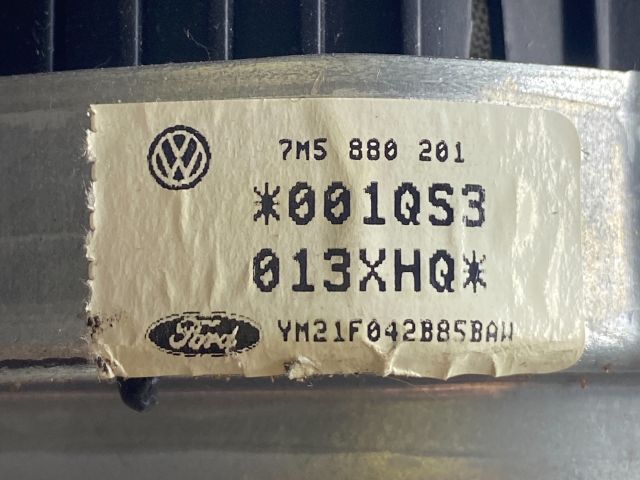 7M5 880 201
*001QS3
013XHQ*
Ford YM21F042B85BAW